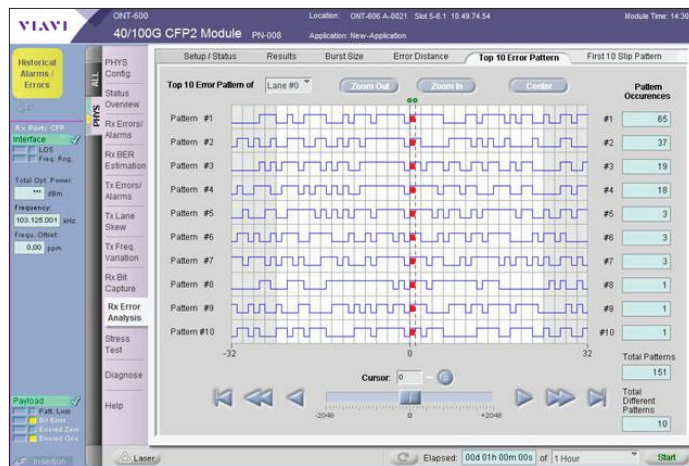 VIAVI
ONT-600
Location: ONT-606 A-0021 Slot 5-6.1 10.49.74.54
Module Time: 14:30
40/100G CFP2 Module PN-008
Application: New-Application
Historical Alarms / Errors
Rx Port: CFP
Interface
LOS
Freq. Rng.
Total Opt. Power:
*** dBm
Frequency:
103.125.001 kHz
Frequ. Offset:
0,00 ppm
Payload
Patt. Loss
Bit Error
Errored Zero
Errored One
Insertion
ALL
PHYS
PHYS Config.
Status Overview
Rx Errors/ Alarms
Rx BER Estimation
Tx Errors/ Alarms
Tx Lane Skew
Tx Freq. Variation
Rx Bit Capture
Rx Error Analysis
Stress Test
Diagnose
Help
Setup / Status
Results
Burst Size
Error Distance
Top 10 Error Pattern
First 10 Slip Pattern
Top 10 Error Pattern of Lane #0
Zoom Out
Zoom In
Center
Pattern Occurences
Pattern #1 #1 65
Pattern #2 #2 37
Pattern #3 #3 19
Pattern #4 #4 18
Pattern #5 #5 3
Pattern #6 #6 3
Pattern #7 #7 3
Pattern #8 #8 1
Pattern #9 #9 1
Pattern #10 #10 1
-32 0 32
Total Patterns
151
Total Different Patterns
10
Cursor: 0
-2048 0 +2048
Laser
Elapsed: 00d 01h 00m 00s of 1 Hour
Start